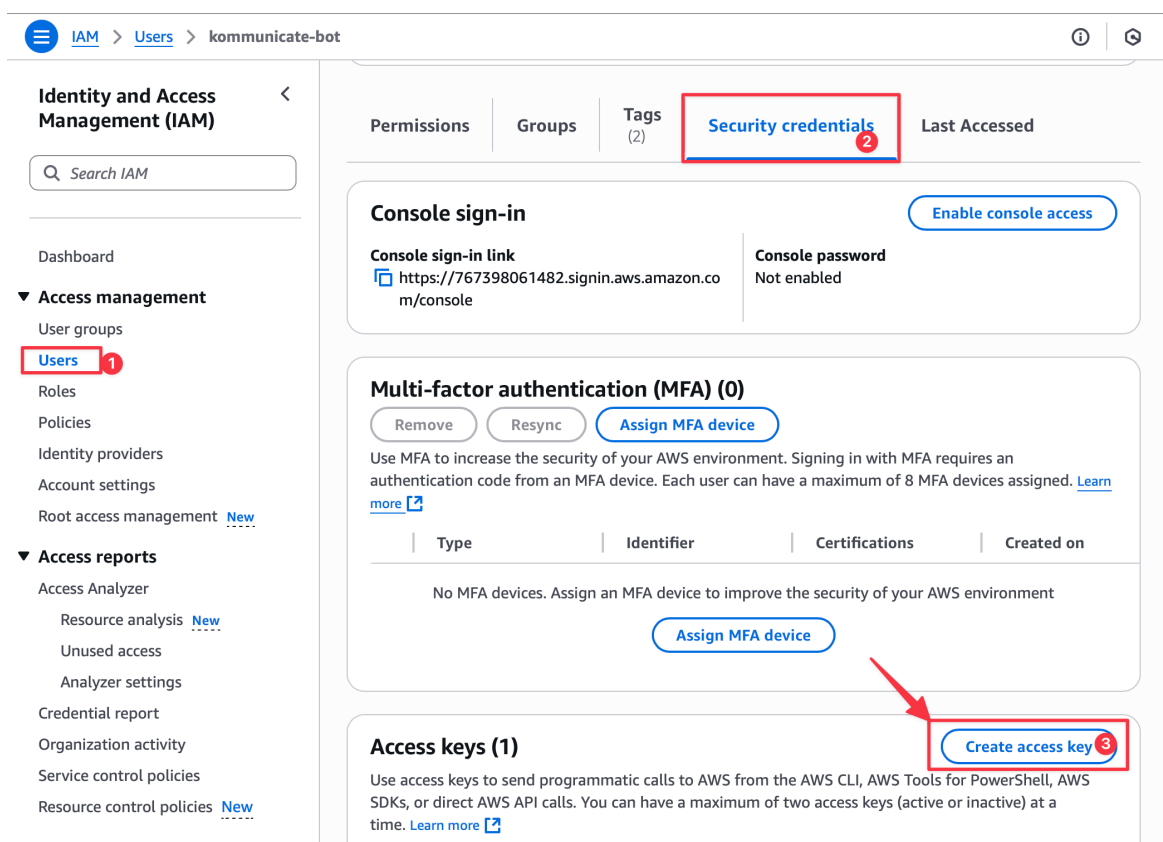 IAM > Users > kommunicate-bot
Identity and Access
Management (IAM)
Search IAM
Dashboard
Access management
User groups
Users 1
Roles
Policies
Identity providers
Account settings
Root access management New
Access reports
Access Analyzer
Resource analysis New
Unused access
Analyzer settings
Credential report
Organization activity
Service control policies
Resource control policies New
Permissions
Groups
Tags
(2)
Security credentials
2
Last Accessed
Console sign-in
Enable console access
Console sign-in link
https://767398061482.signin.aws.amazon.co
m/console
Console password
Not enabled
Multi-factor authentication (MFA) (0)
Remove Resync Assign MFA device
Use MFA to increase the security of your AWS environment. Signing in with MFA requires an
authentication code from an MFA device. Each user can have a maximum of 8 MFA devices assigned. Learn
more
Type Identifier Certifications Created on
No MFA devices. Assign an MFA device to improve the security of your AWS environment
Assign MFA device
Access keys (1)
Create access key 3
Use access keys to send programmatic calls to AWS from the AWS CLI, AWS Tools for PowerShell, AWS
SDKs, or direct AWS API calls. You can have a maximum of two access keys (active or inactive) at a
time. Learn more